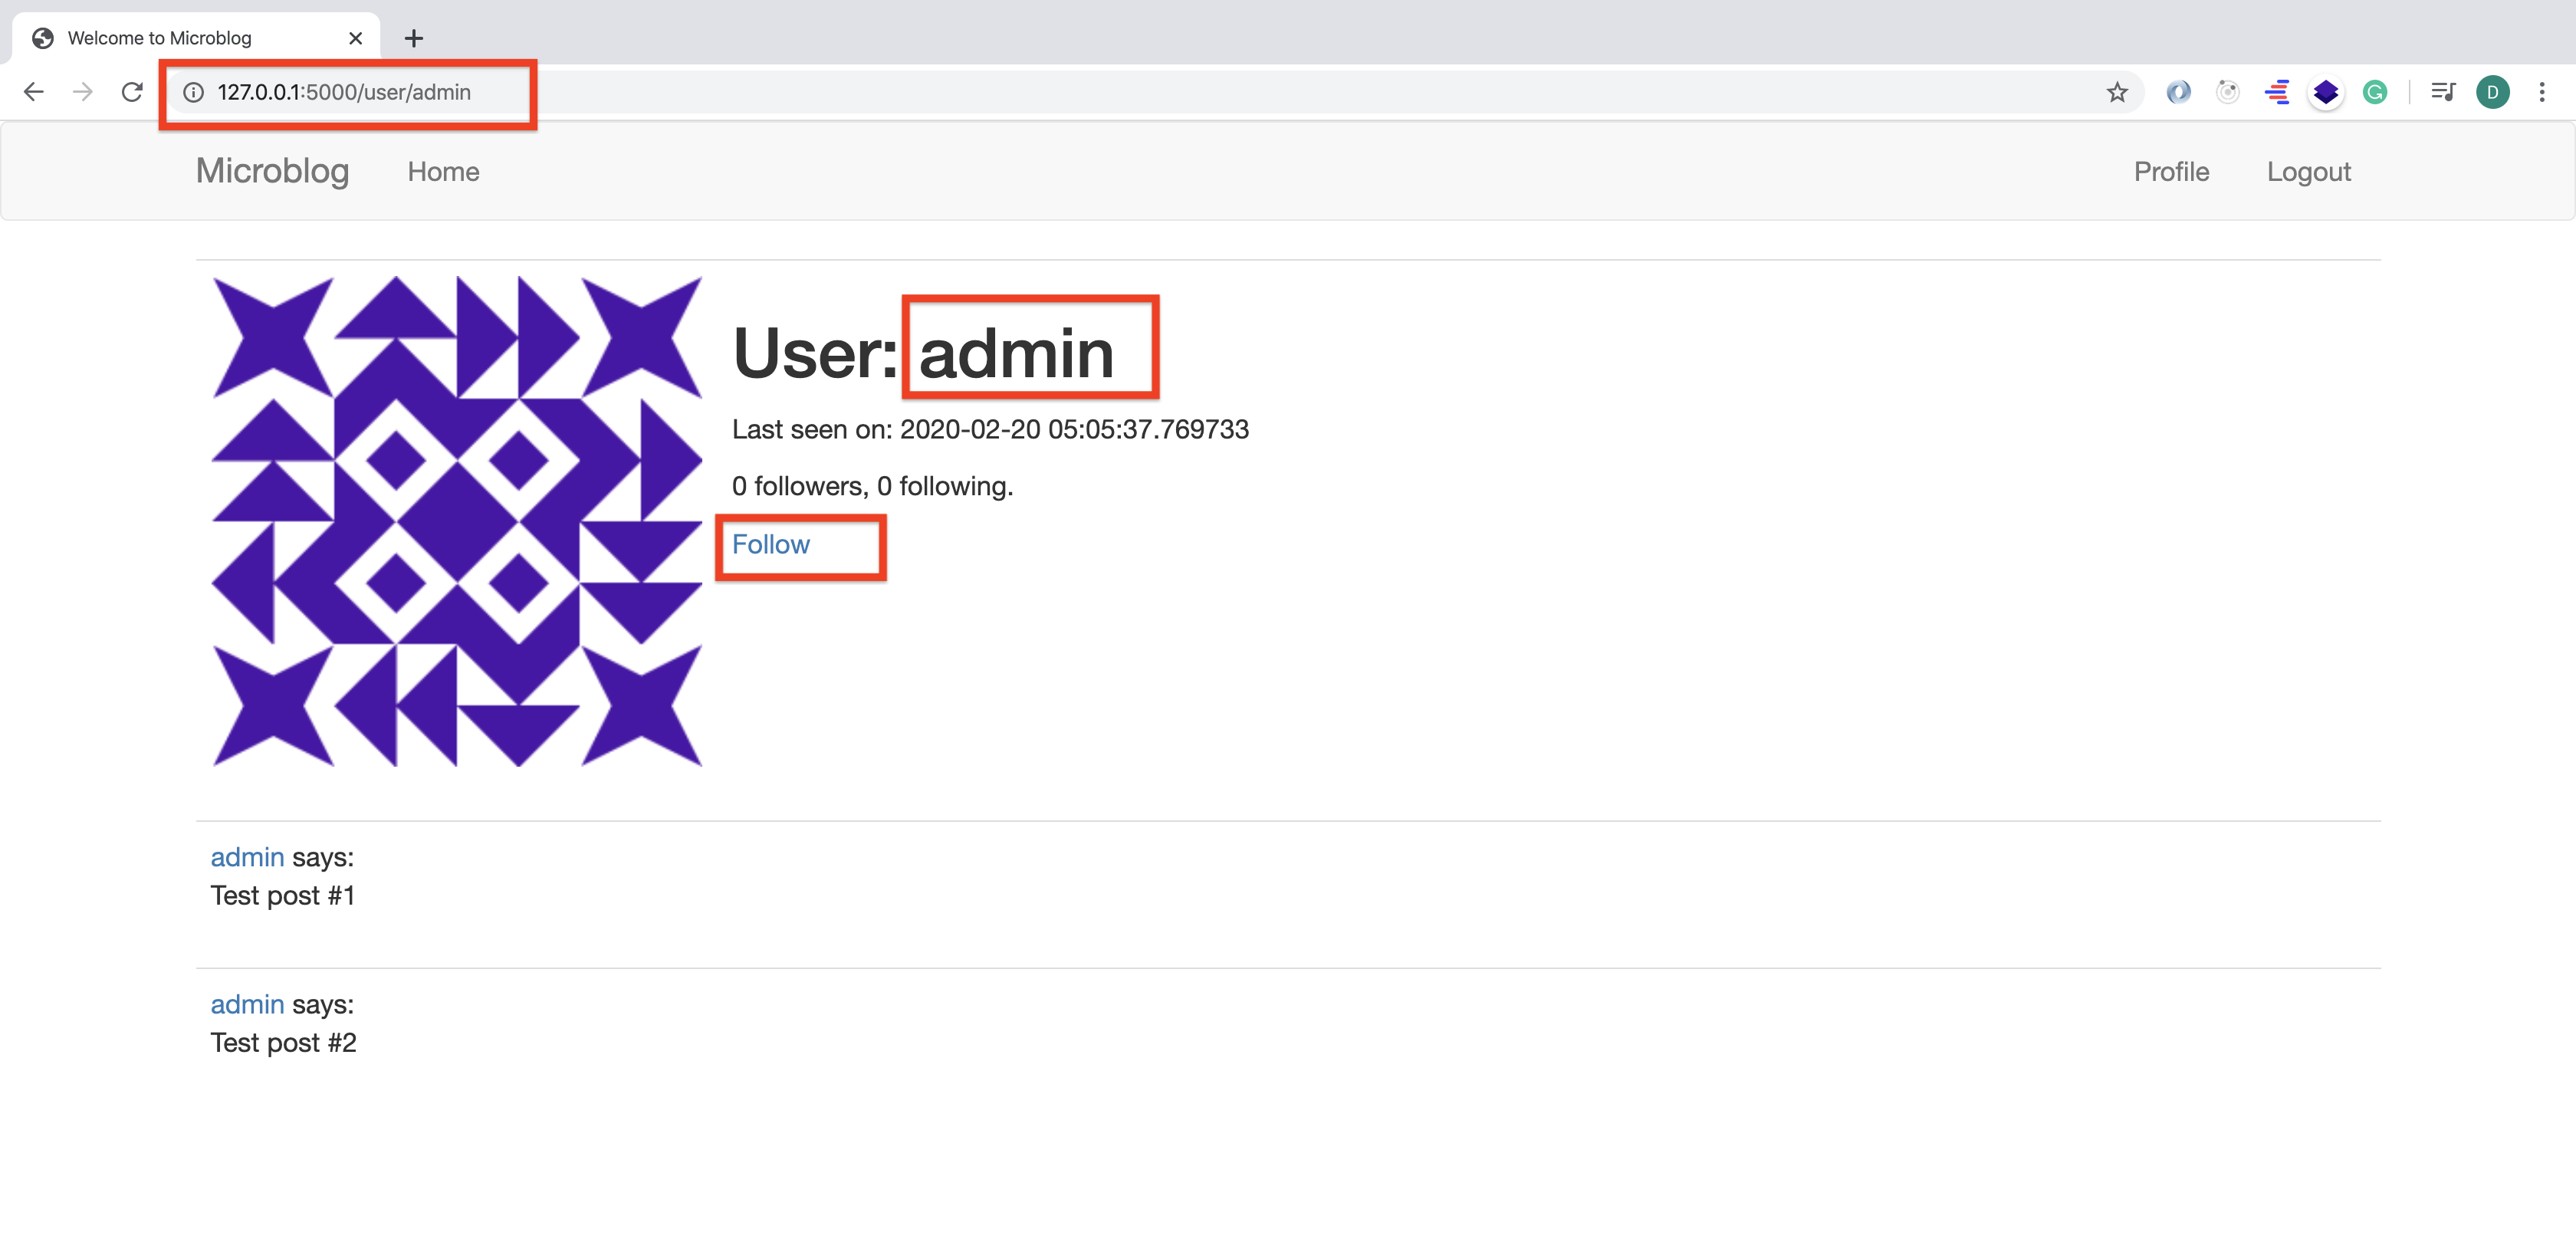 Welcome to Microblog
127.0.0.1:5000/user/admin
D
Microblog Home Profile Logout
User: admin
Last seen on: 2020-02-20 05:05:37.769733
0 followers, 0 following.
Follow
admin says:
Test post #1
admin says:
Test post #2